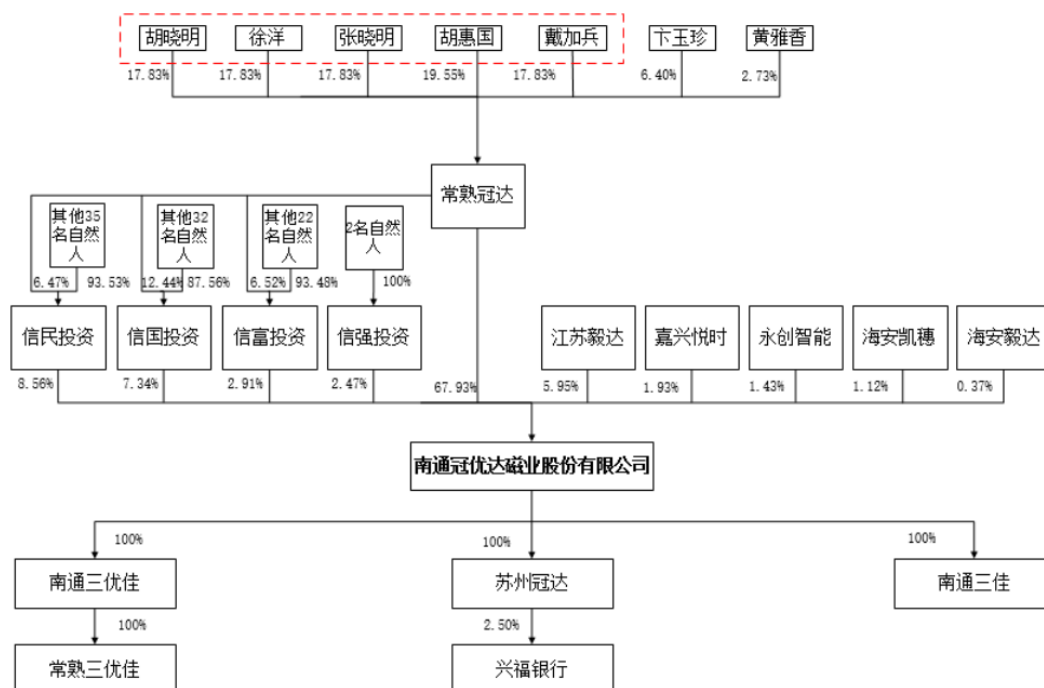 胡晓明 徐洋 张晓明 胡惠国 戴加兵 卞玉珍 黄雅香
17.83% 17.83% 17.83% 19.55% 17.83% 6.40% 2.73%
常熟冠达
其他35
名自然
人
其他32
名自然
人
其他22
名自然
人
2名自然
人
6.47% 93.53% 12.44% 87.56% 6.52% 93.48% 100%
信民投资 信国投资 信富投资 信强投资 江苏毅达 嘉兴悦时 永创智能 海安凯穗 海安毅达
8.56% 7.34% 2.91% 2.47% 67.93% 5.95% 1.93% 1.43% 1.12% 0.37%
南通冠优达磁业股份有限公司
100% 100% 100%
南通三优佳 苏州冠达 南通三佳
100% 2.50%
常熟三优佳 兴福银行